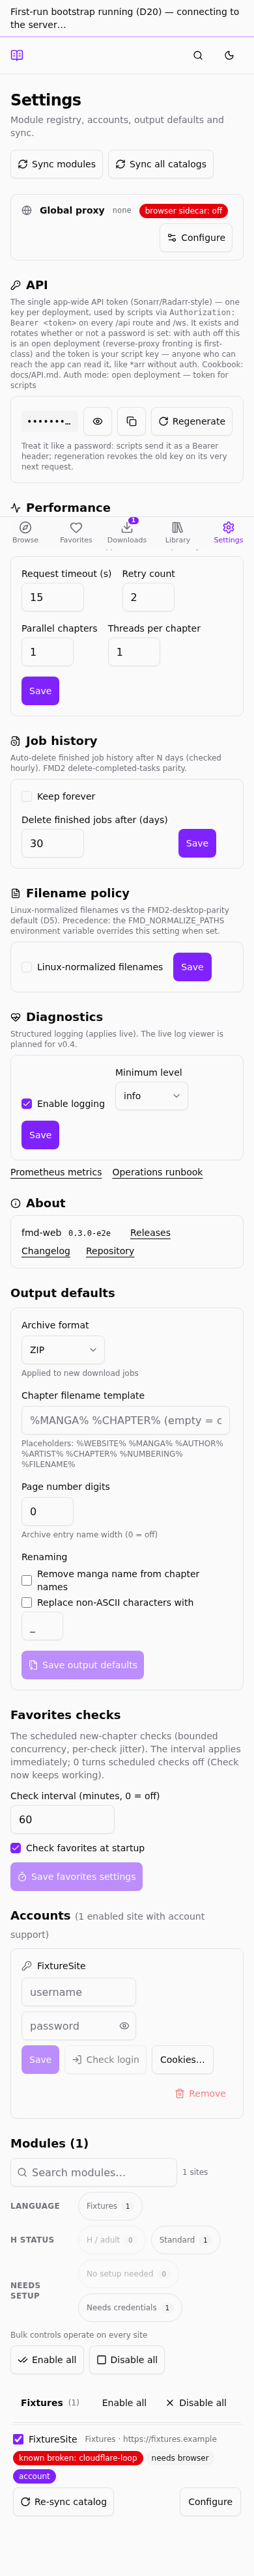 First-run bootstrap running (D20) — connecting to
the server…
Settings
Module registry, accounts, output defaults and
sync.
Sync modules
Sync all catalogs
Global proxy none browser sidecar: off
Configure
API
The single app-wide API token (Sonarr/Radarr-style) — one
key per deployment, used by scripts via Authorization:
Bearer <token> on every /api route and /ws. It exists and
rotates whether or not a password is set: with auth off this
is an open deployment (reverse-proxy fronting is first-
class) and the token is your script key — anyone who can
reach the app can read it, like *arr without auth. Cookbook:
docs/API.md. Auth mode: open deployment — token for
scripts
•••••••…
Regenerate
Treat it like a password: scripts send it as a Bearer
header; regeneration revokes the old key on its very
next request.
Performance
1
Browse Favorites Downloads Library Settings
Request timeout (s) Retry count
15 2
Parallel chapters Threads per chapter
1 1
Save
Job history
Auto-delete finished job history after N days (checked
hourly). FMD2 delete-completed-tasks parity.
Keep forever
Delete finished jobs after (days)
30 Save
Filename policy
Linux-normalized filenames vs the FMD2-desktop-parity
default (D5). Precedence: the FMD_NORMALIZE_PATHS
environment variable overrides this setting when set.
Linux-normalized filenames Save
Diagnostics
Structured logging (applies live). The live log viewer is
planned for v0.4.
Minimum level
Enable logging info
Save
Prometheus metrics Operations runbook
About
fmd-web 0.3.0-e2e Releases
Changelog Repository
Output defaults
Archive format
ZIP
Applied to new download jobs
Chapter filename template
%MANGA% %CHAPTER% (empty = d
Placeholders: %WEBSITE% %MANGA% %AUTHOR%
%ARTIST% %CHAPTER% %NUMBERING%
%FILENAME%
Page number digits
0
Archive entry name width (0 = off)
Renaming
Remove manga name from chapter
names
Replace non-ASCII characters with
_
Save output defaults
Favorites checks
The scheduled new-chapter checks (bounded
concurrency, per-check jitter). The interval applies
immediately; 0 turns scheduled checks off (Check
now keeps working).
Check interval (minutes, 0 = off)
60
Check favorites at startup
Save favorites settings
Accounts (1 enabled site with account
support)
FixtureSite
username
password
Save Check login Cookies…
Remove
Modules (1)
Search modules… 1 sites
LANGUAGE Fixtures 1
H STATUS H / adult 0 Standard 1
No setup needed 0
NEEDS
SETUP
Needs credentials 1
Bulk controls operate on every site
Enable all Disable all
Fixtures (1) Enable all Disable all
FixtureSite Fixtures · https://fixtures.example
known broken: cloudflare-loop needs browser
account
Re-sync catalog Configure